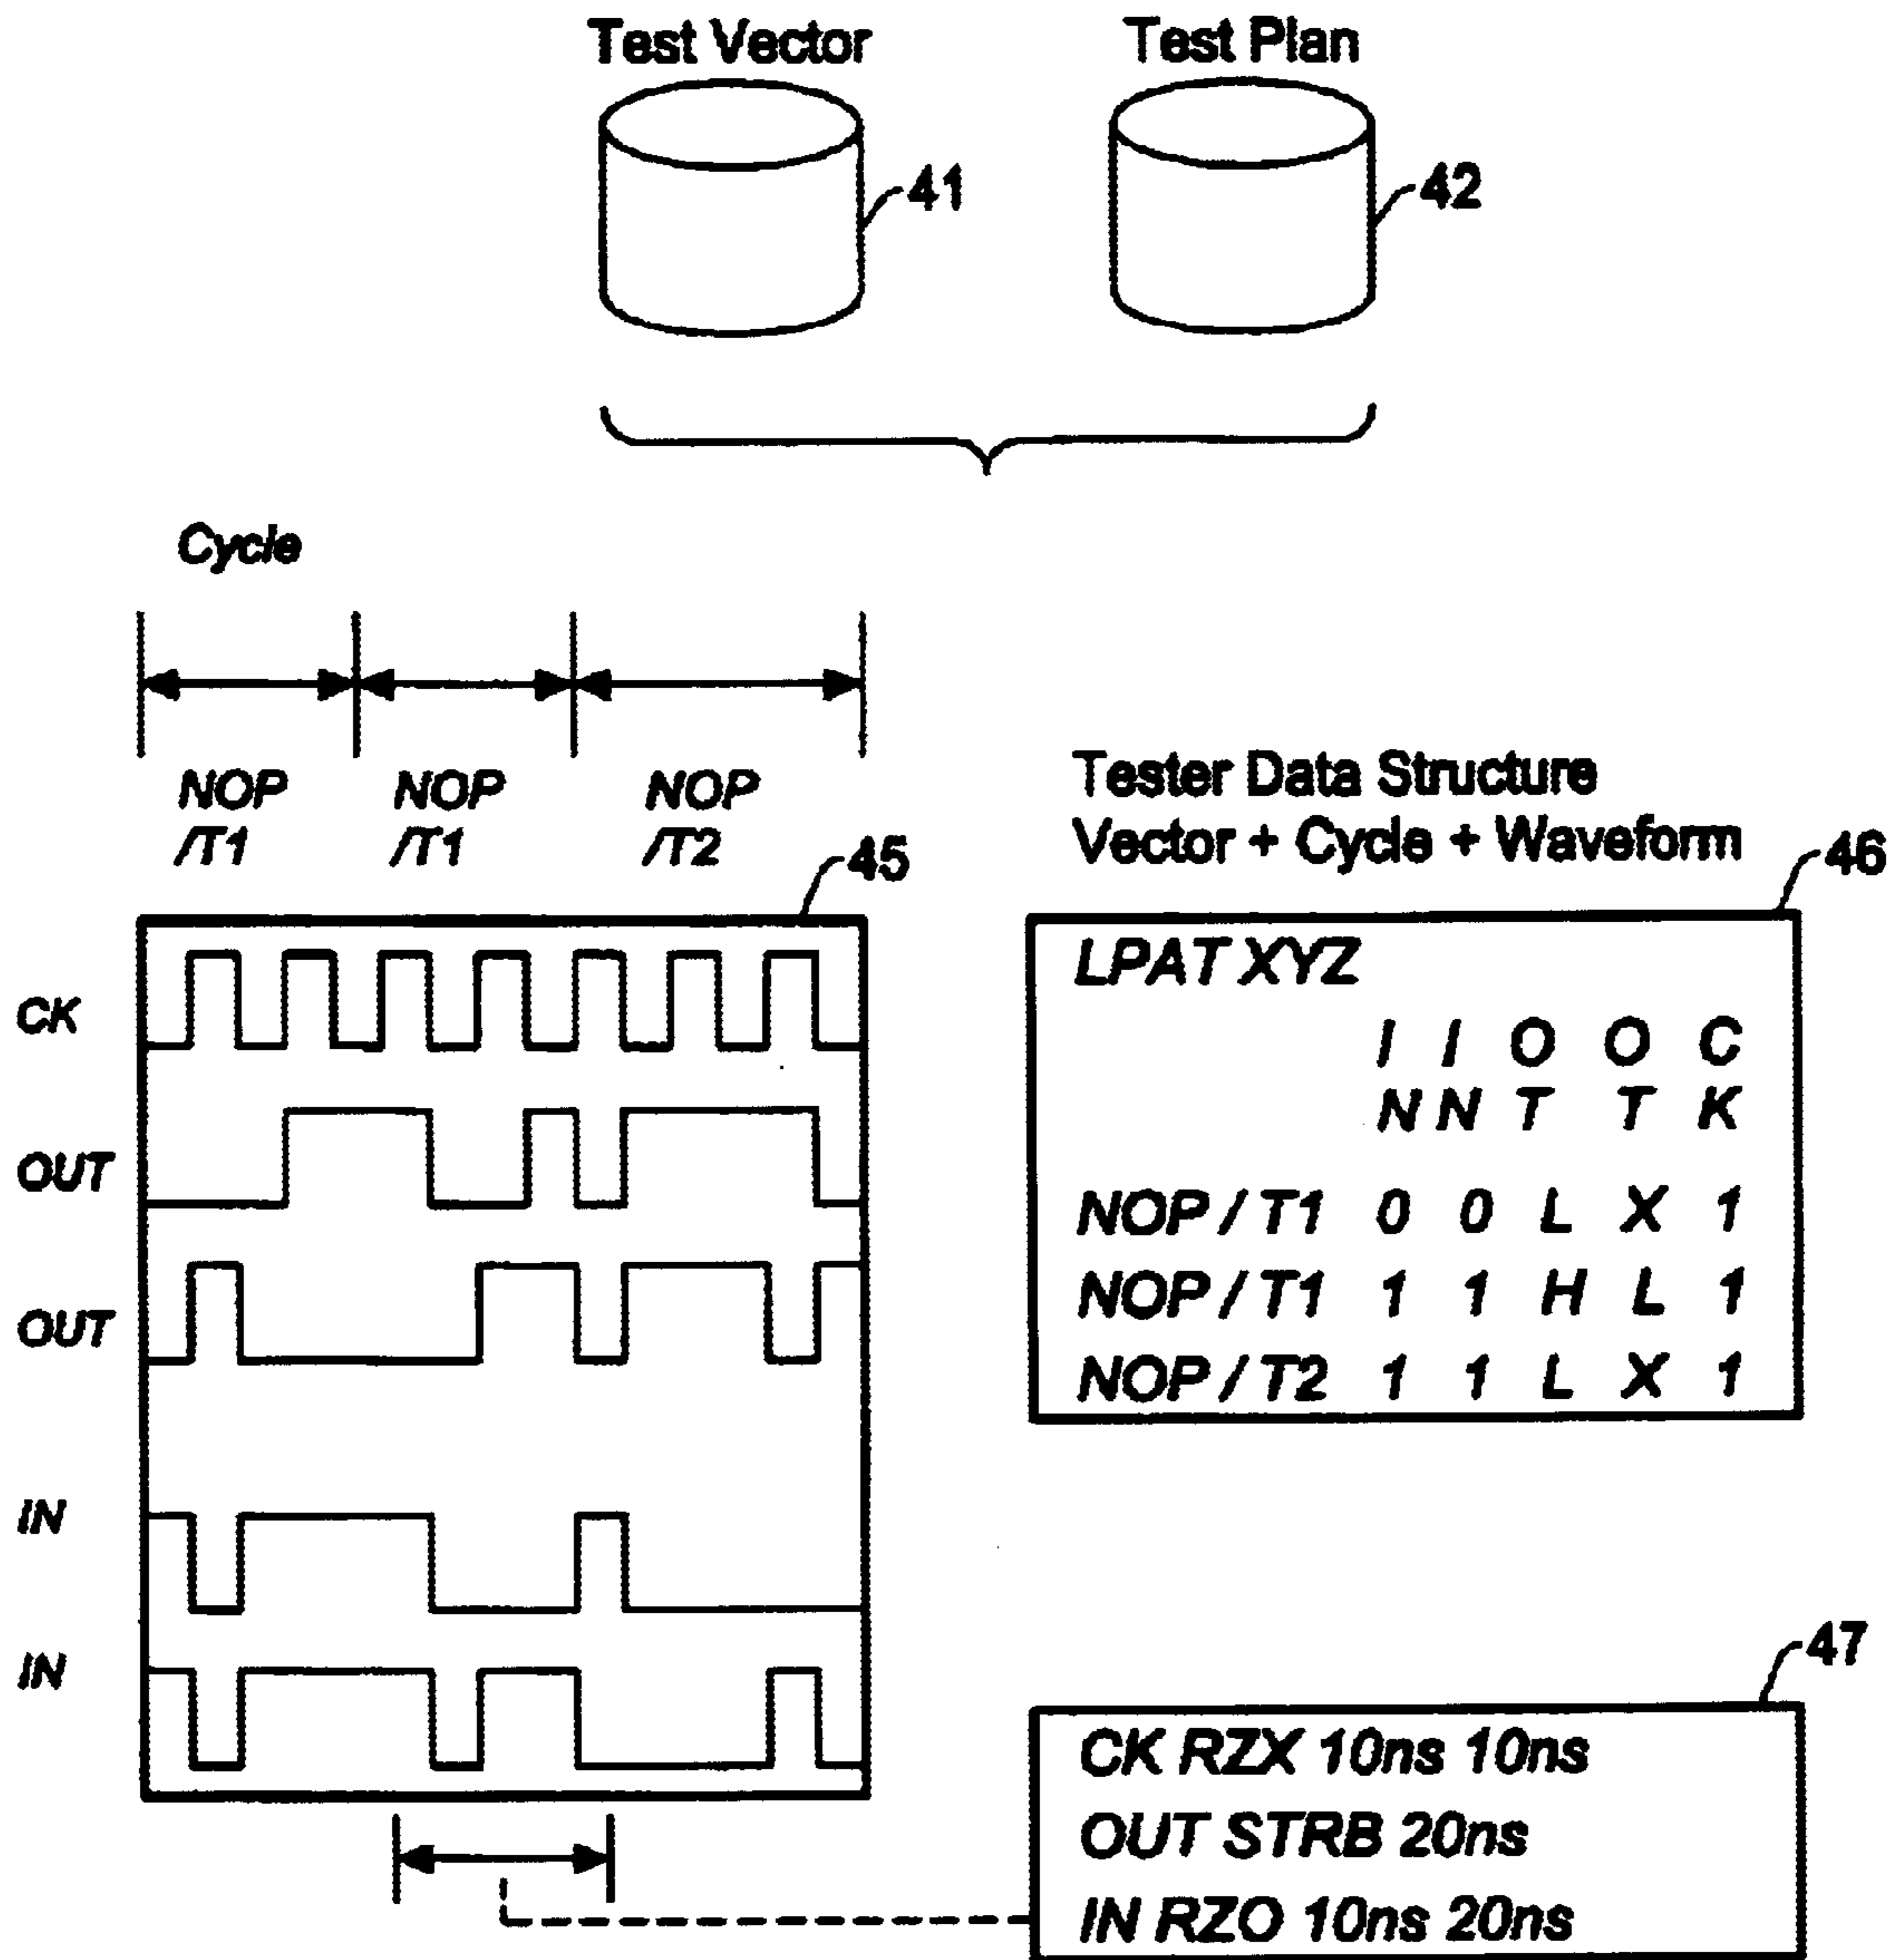 Test Vector
Test Plan
41
42
Cycle
NOP /T1
NOP /T1
NOP /T2
Tester Data Structure
Vector + Cycle + Waveform
45
46
CK
OUT
OUT
IN
IN
LPAT XYZ
I I O O C
N N T T K
NOP / T1 0 0 L X 1
NOP / T1 1 1 H L 1
NOP / T2 1 1 L X 1
47
CK RZX 10ns 10ns
OUT STRB 20ns
IN RZO 10ns 20ns